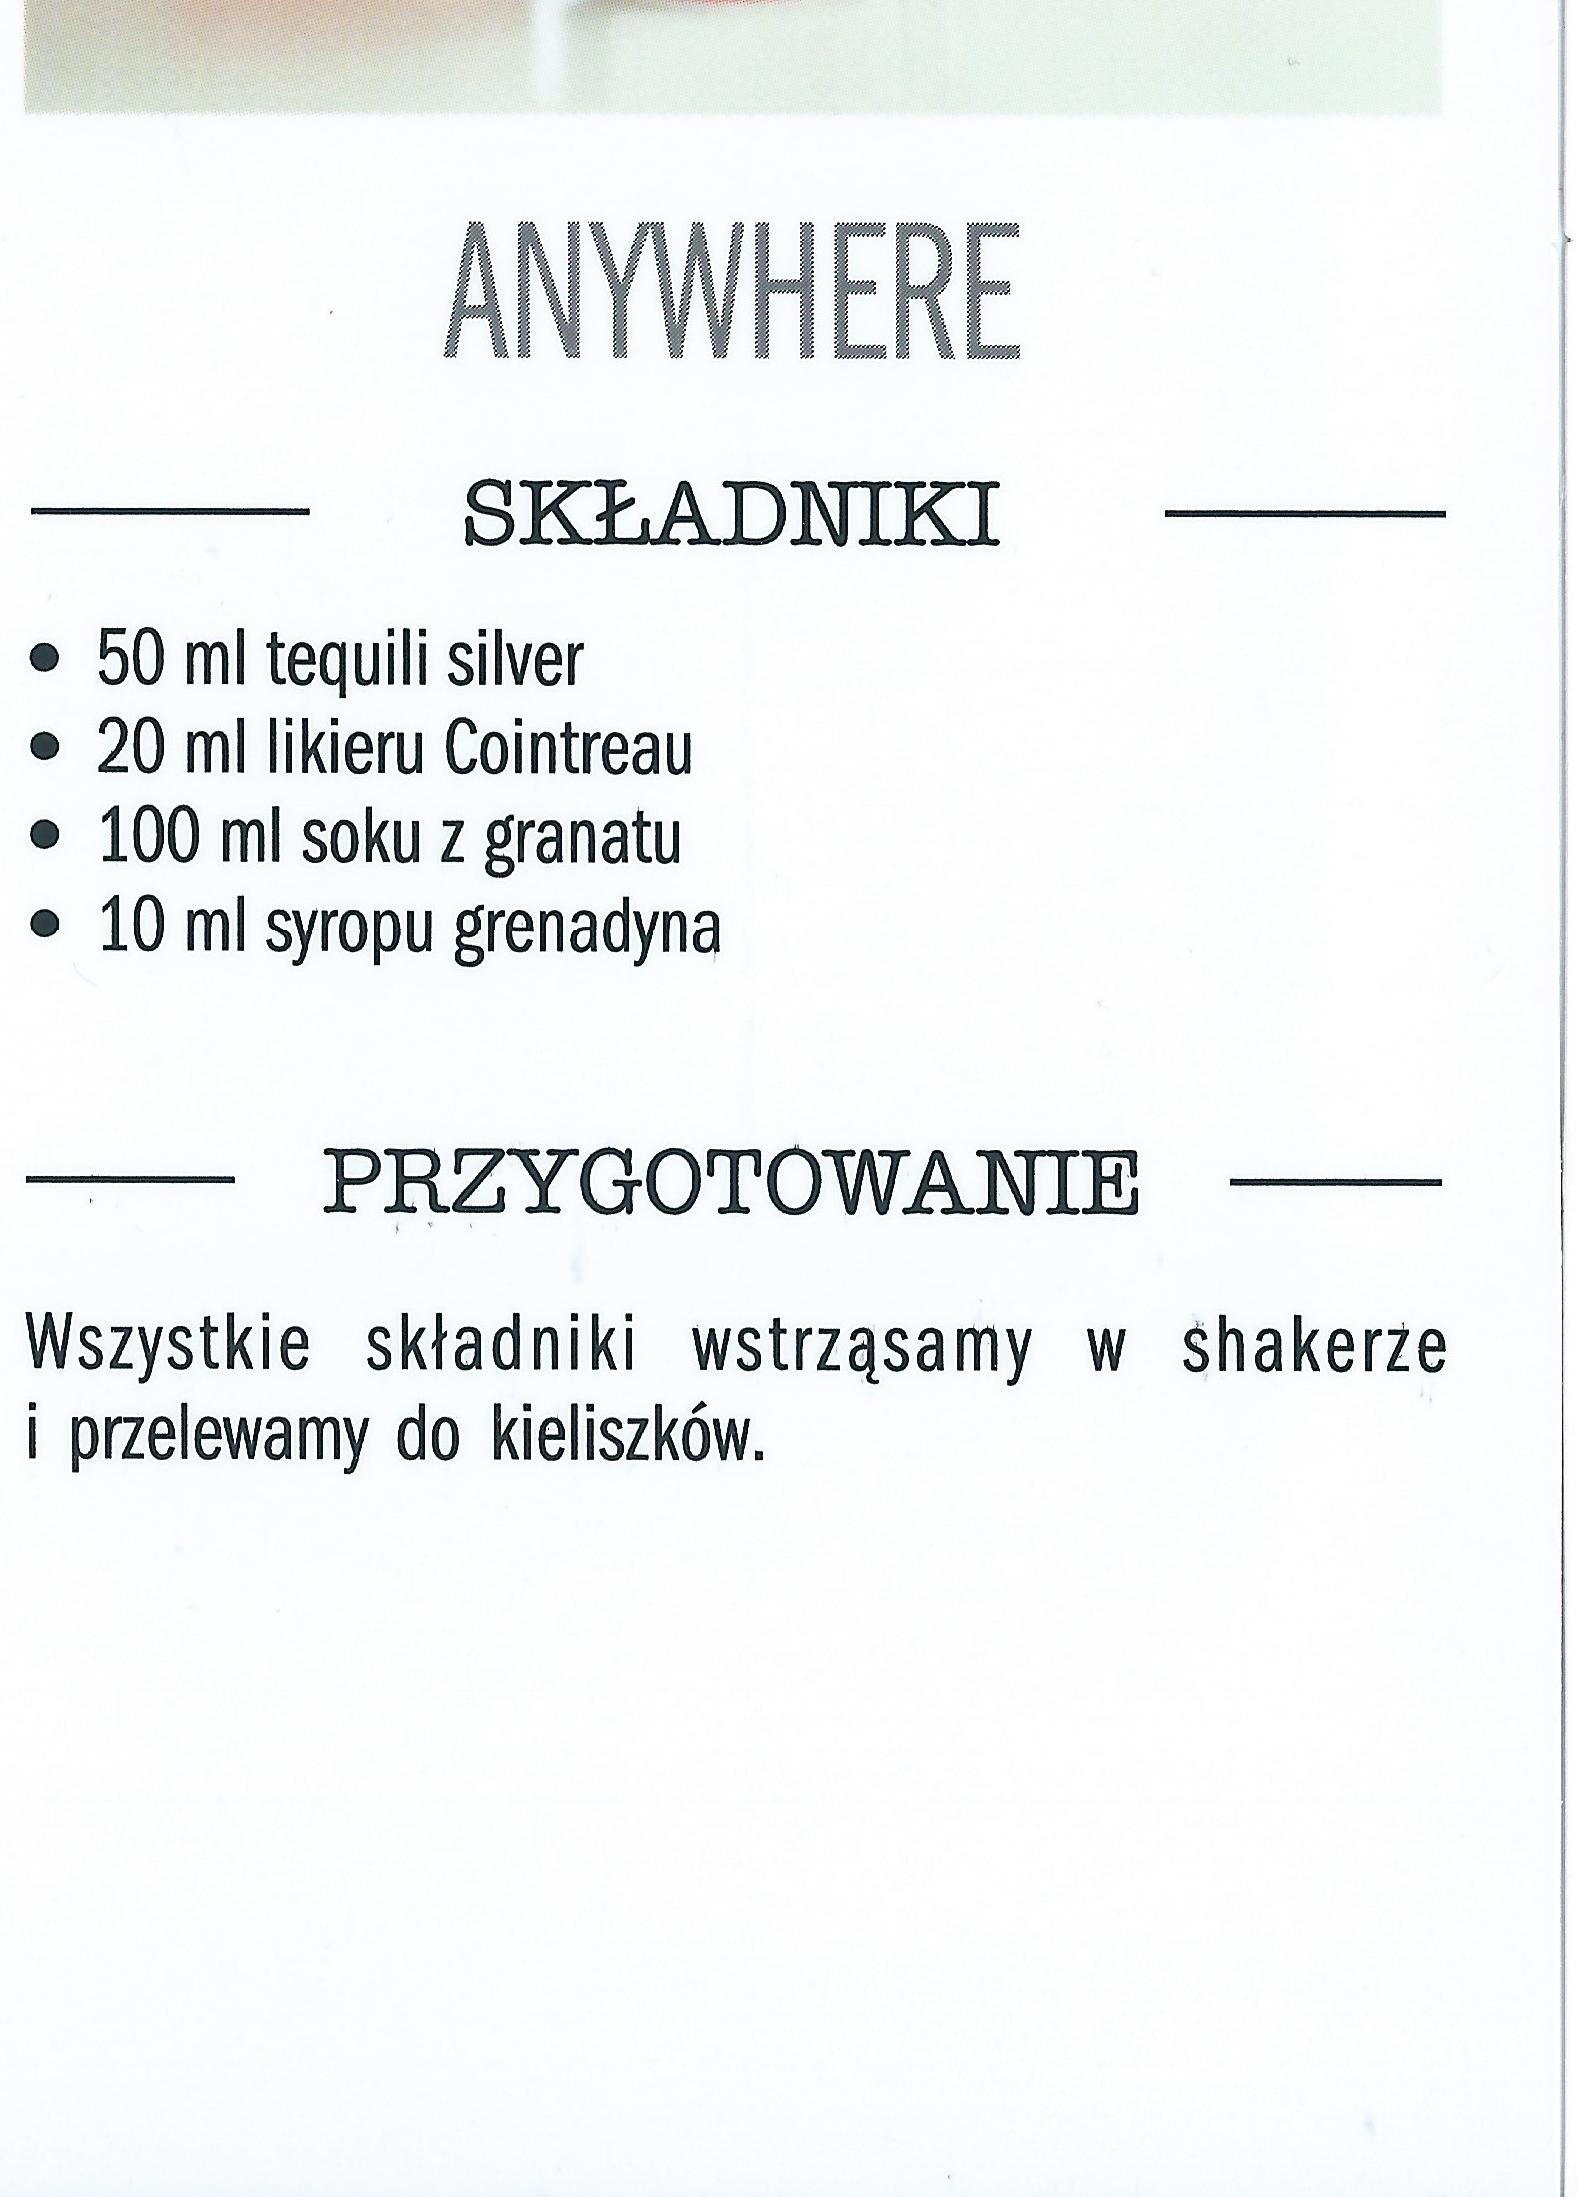 ANYWHERE
SKŁADNIKI
• 50 ml tequili silver
• 20 ml likieru Cointreau
• 100 ml soku z granatu
• 10 ml syropu grenadyna
PRZYGOTOWANIE
Wszystkie składniki wstrząsamy w shakerze
i przelewamy do kieliszków.